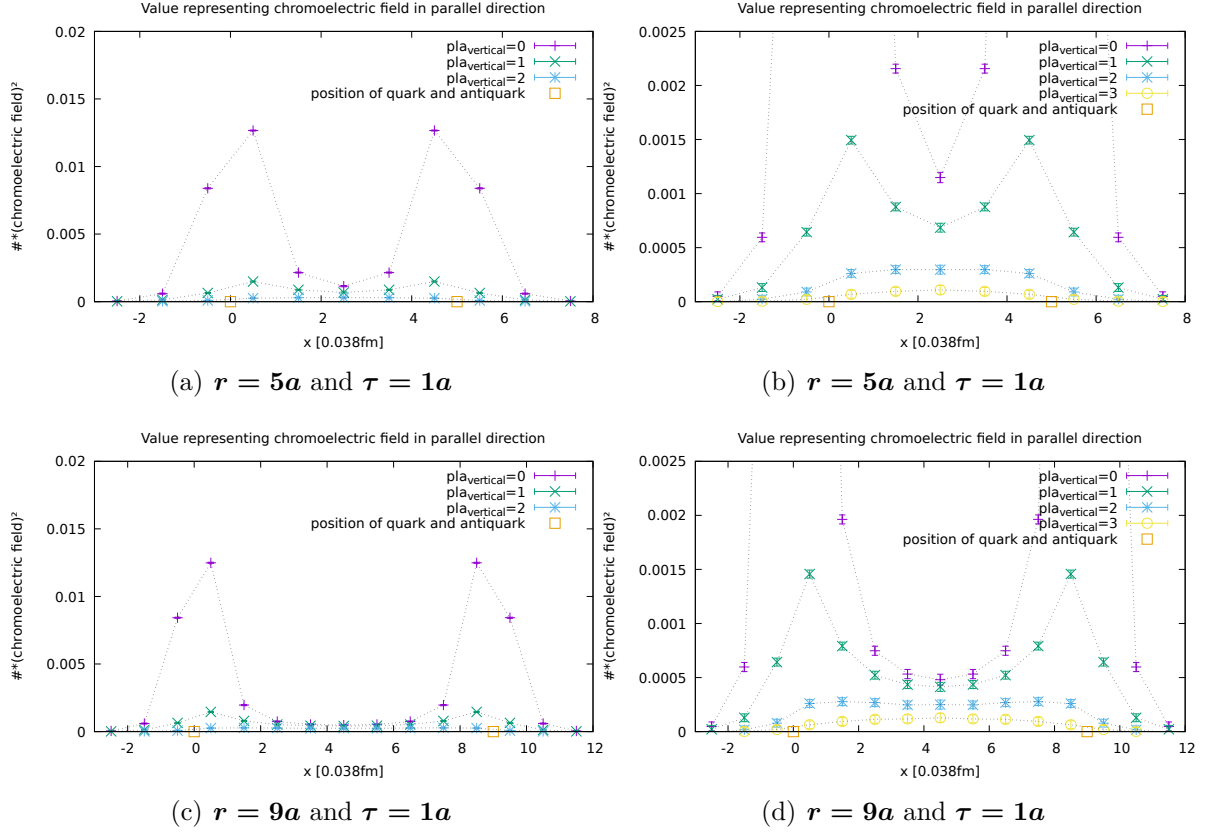 Value representing chromoelectric field in parallel direction
#*(chromoelectric field)²
0.02
0.015
0.01
0.005
0
-2 0 2 4 6 8
x [0.038fm]
pla_vertical=0
pla_vertical=1
pla_vertical=2
position of quark and antiquark
(a) r = 5a and τ = 1a
Value representing chromoelectric field in parallel direction
#*(chromoelectric field)²
0.0025
0.002
0.0015
0.001
0.0005
0
-2 0 2 4 6 8
x [0.038fm]
pla_vertical=0
pla_vertical=1
pla_vertical=2
pla_vertical=3
position of quark and antiquark
(b) r = 5a and τ = 1a
Value representing chromoelectric field in parallel direction
#*(chromoelectric field)²
0.02
0.015
0.01
0.005
0
-2 0 2 4 6 8 10 12
x [0.038fm]
pla_vertical=0
pla_vertical=1
pla_vertical=2
position of quark and antiquark
(c) r = 9a and τ = 1a
Value representing chromoelectric field in parallel direction
#*(chromoelectric field)²
0.0025
0.002
0.0015
0.001
0.0005
0
-2 0 2 4 6 8 10 12
x [0.038fm]
pla_vertical=0
pla_vertical=1
pla_vertical=2
pla_vertical=3
position of quark and antiquark
(d) r = 9a and τ = 1a